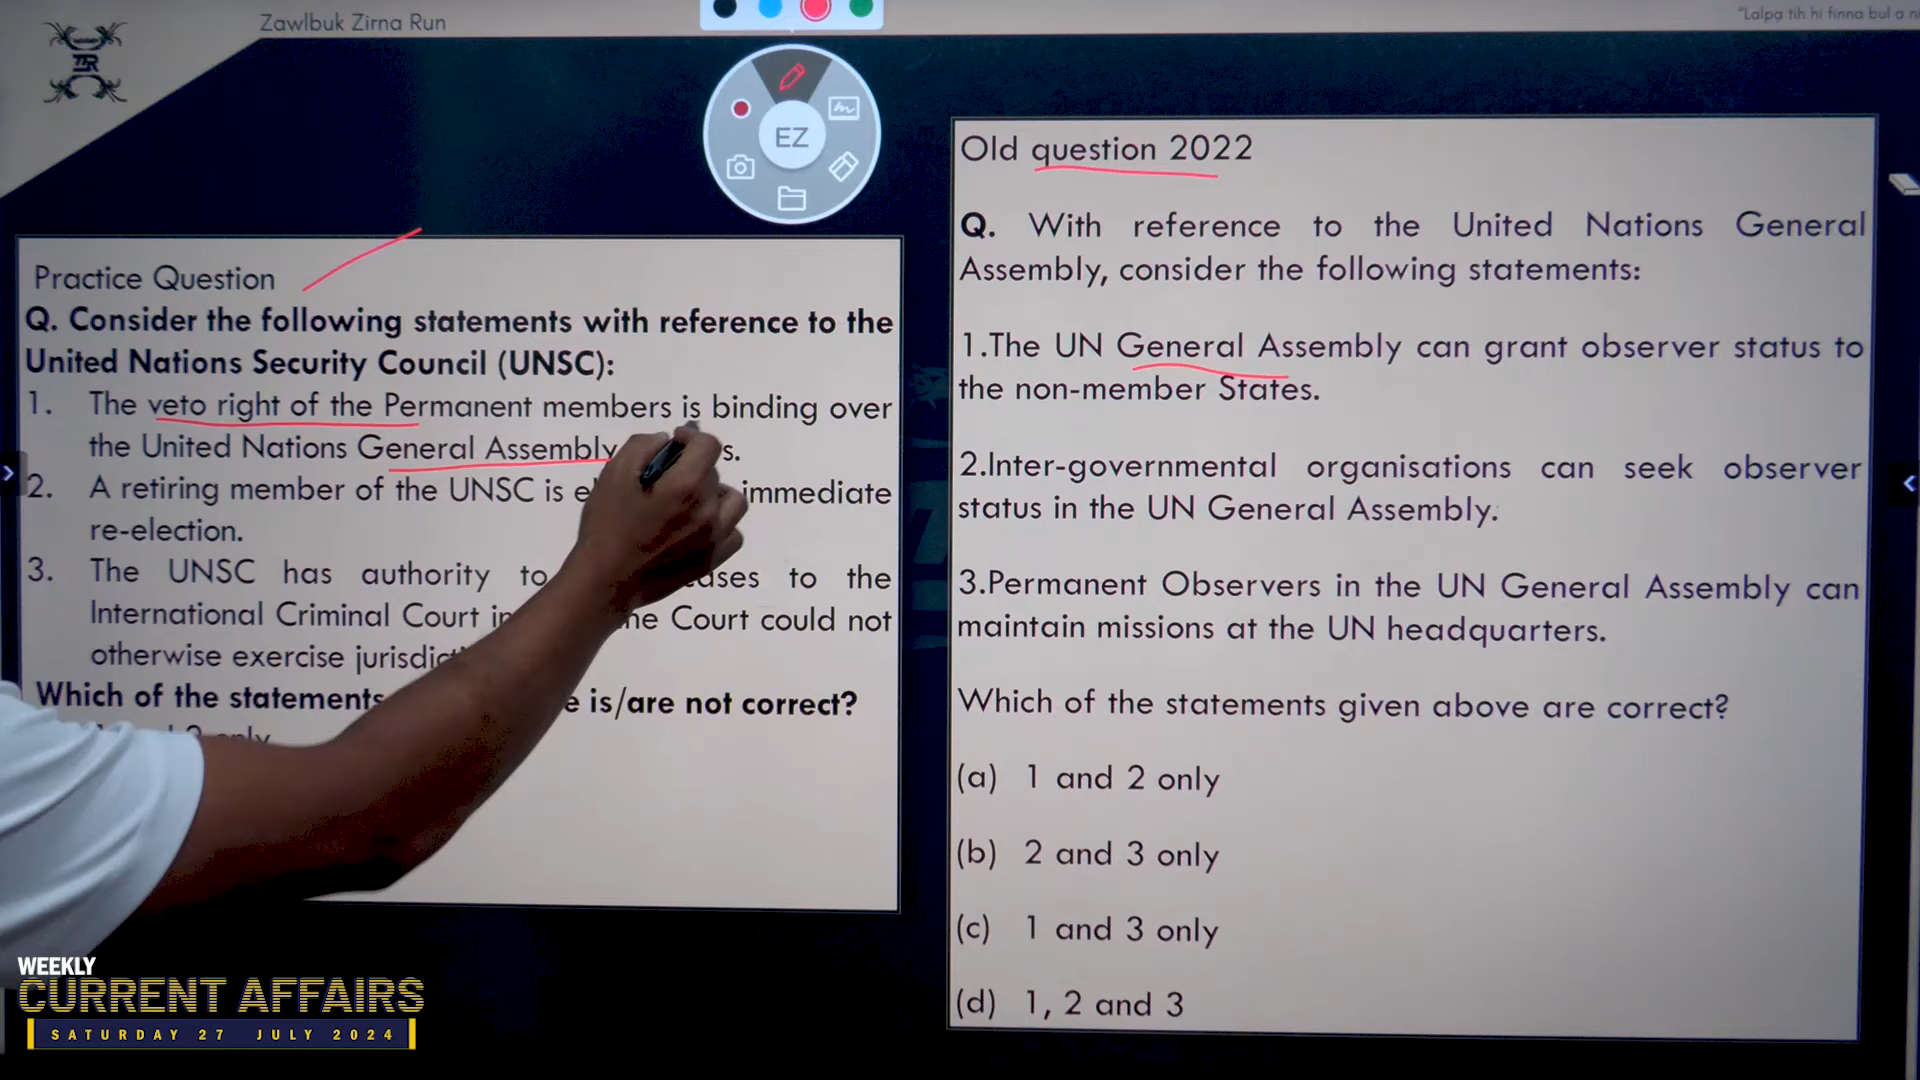 Zawlbuk Zirna Run
"Lalpa tih hi finna bul a ni
EZ
Practice Question
Q. Consider the following statements with reference to the
United Nations Security Council (UNSC):
1. The veto right of the Permanent members is binding over
the United Nations General Assembly s.
2. A retiring member of the UNSC is immediate
re-election.
3. The UNSC has authority to to the
International Criminal Court Court could not
otherwise exercise
Which of the statements is/are not correct?
only
Old question 2022
Q. With reference to the United Nations General
Assembly, consider the following statements:
1.The UN General Assembly can grant observer status to
the non-member States.
2.Inter-governmental organisations can seek observer
status in the UN General Assembly.
3.Permanent Observers in the UN General Assembly can
maintain missions at the UN headquarters.
Which of the statements given above are correct?
(a) 1 and 2 only
(b) 2 and 3 only
(c) 1 and 3 only
(d) 1, 2 and 3
WEEKLY
CURRENT AFFAIRS
SATURDAY 27 JULY 2024